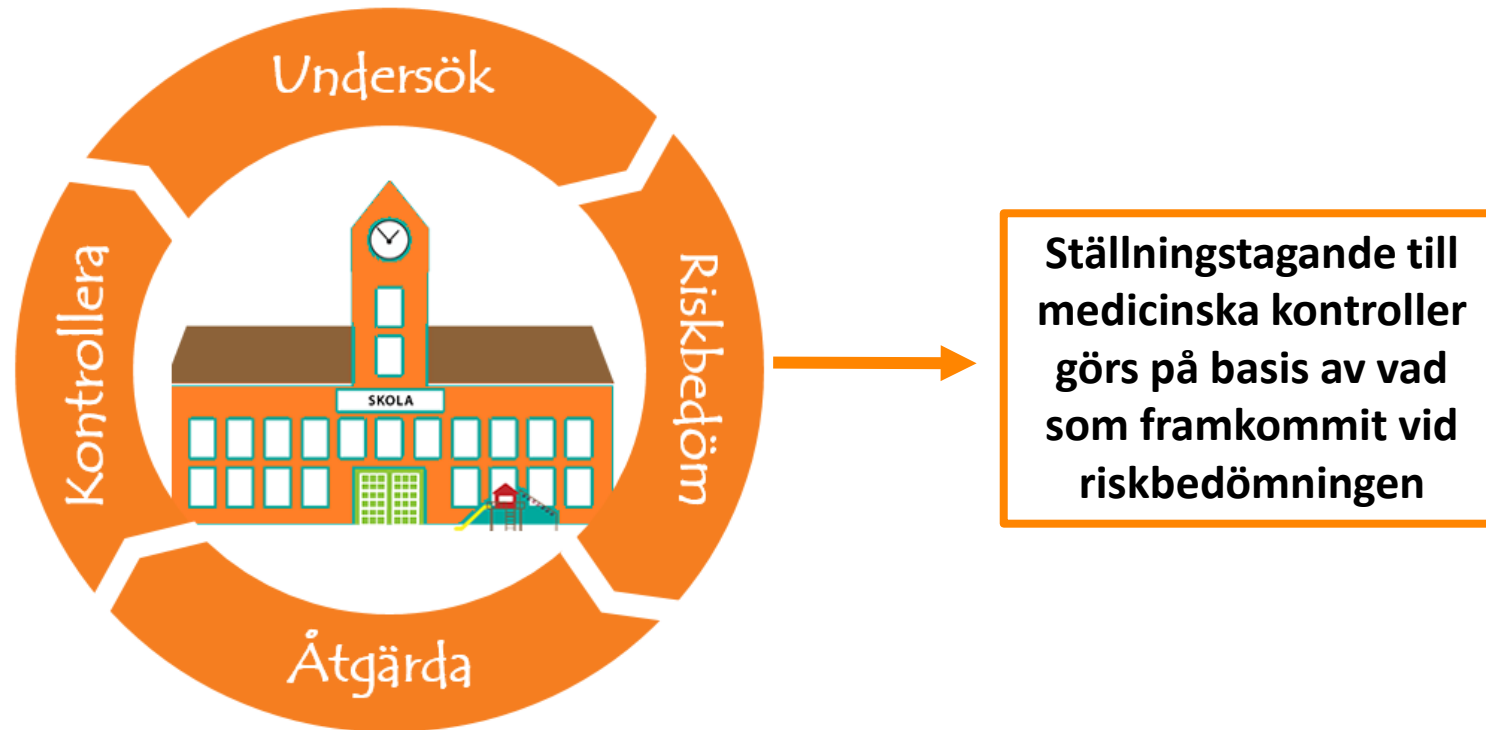 Undersök
Riskbedöm
Åtgärda
Kontrollera
SKOLA
Ställningstagande till
medicinska kontroller
görs på basis av vad
som framkommit vid
riskbedömningen